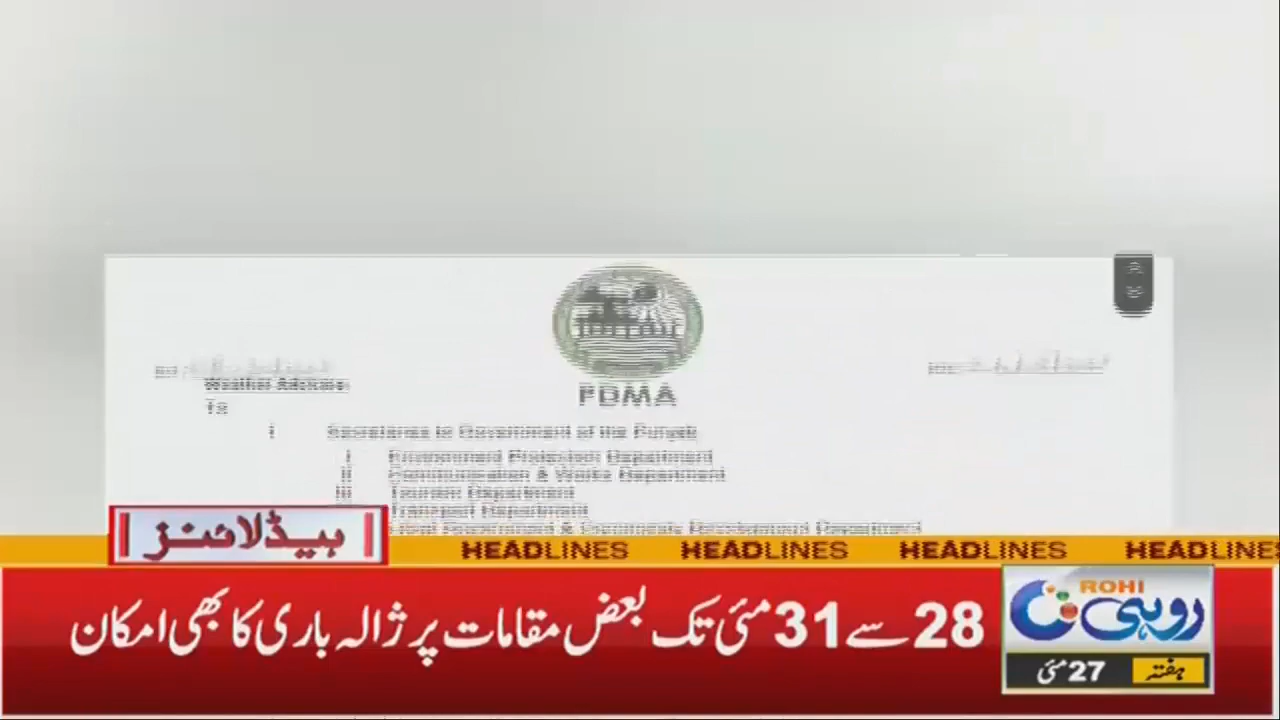 PDMA
Weather Advisory
To
Secretaries to Government of the Punjab
Environment Protection Department
Communication & Works Department
Tourism Department
Transport Department
ہیڈلائنز
HEADLINES HEADLINES HEADLINES HEADLINES
28 سے 31 مئی تک بعض مقامات پر ژالہ باری کا بھی امکان
ROHI
روہی
ہفتہ 27 مئی